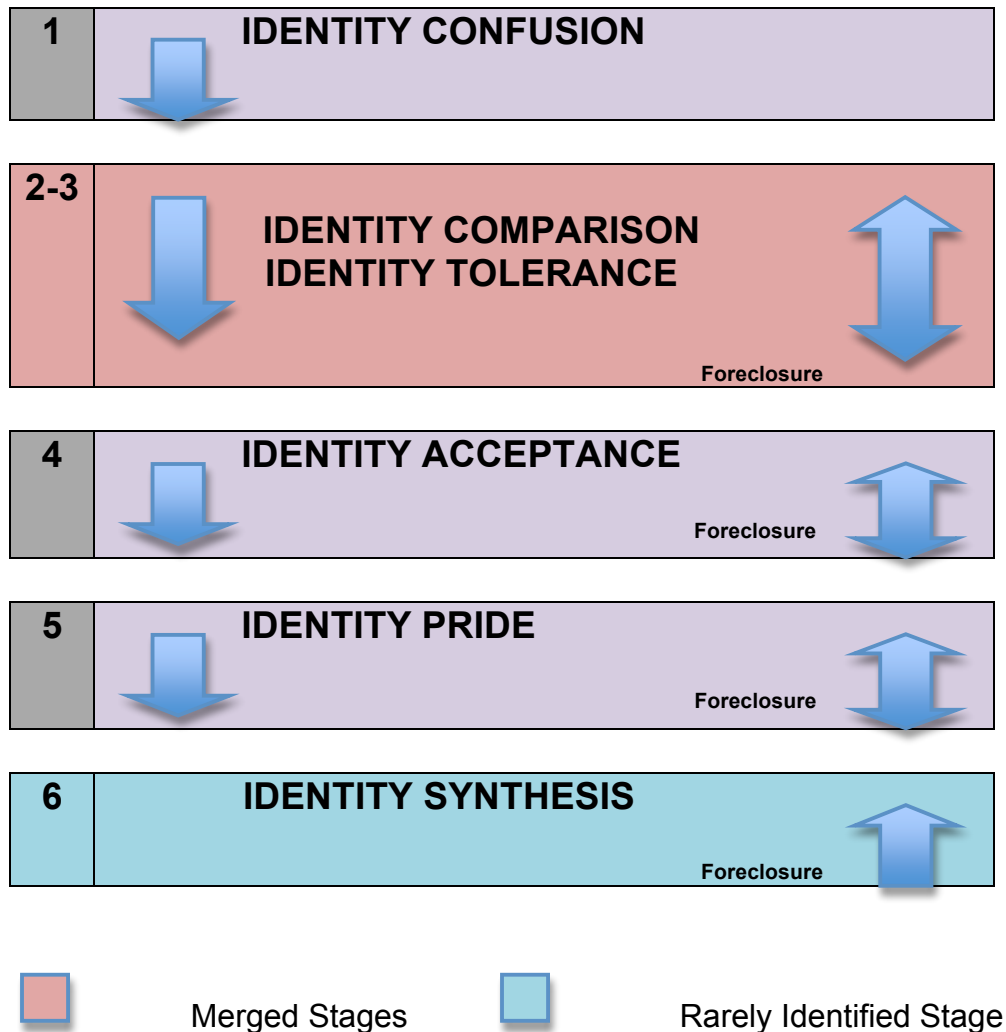 1 IDENTITY CONFUSION
2-3
IDENTITY COMPARISON
IDENTITY TOLERANCE
Foreclosure
4 IDENTITY ACCEPTANCE
Foreclosure
5 IDENTITY PRIDE
Foreclosure
6 IDENTITY SYNTHESIS
Foreclosure
Merged Stages Rarely Identified Stage